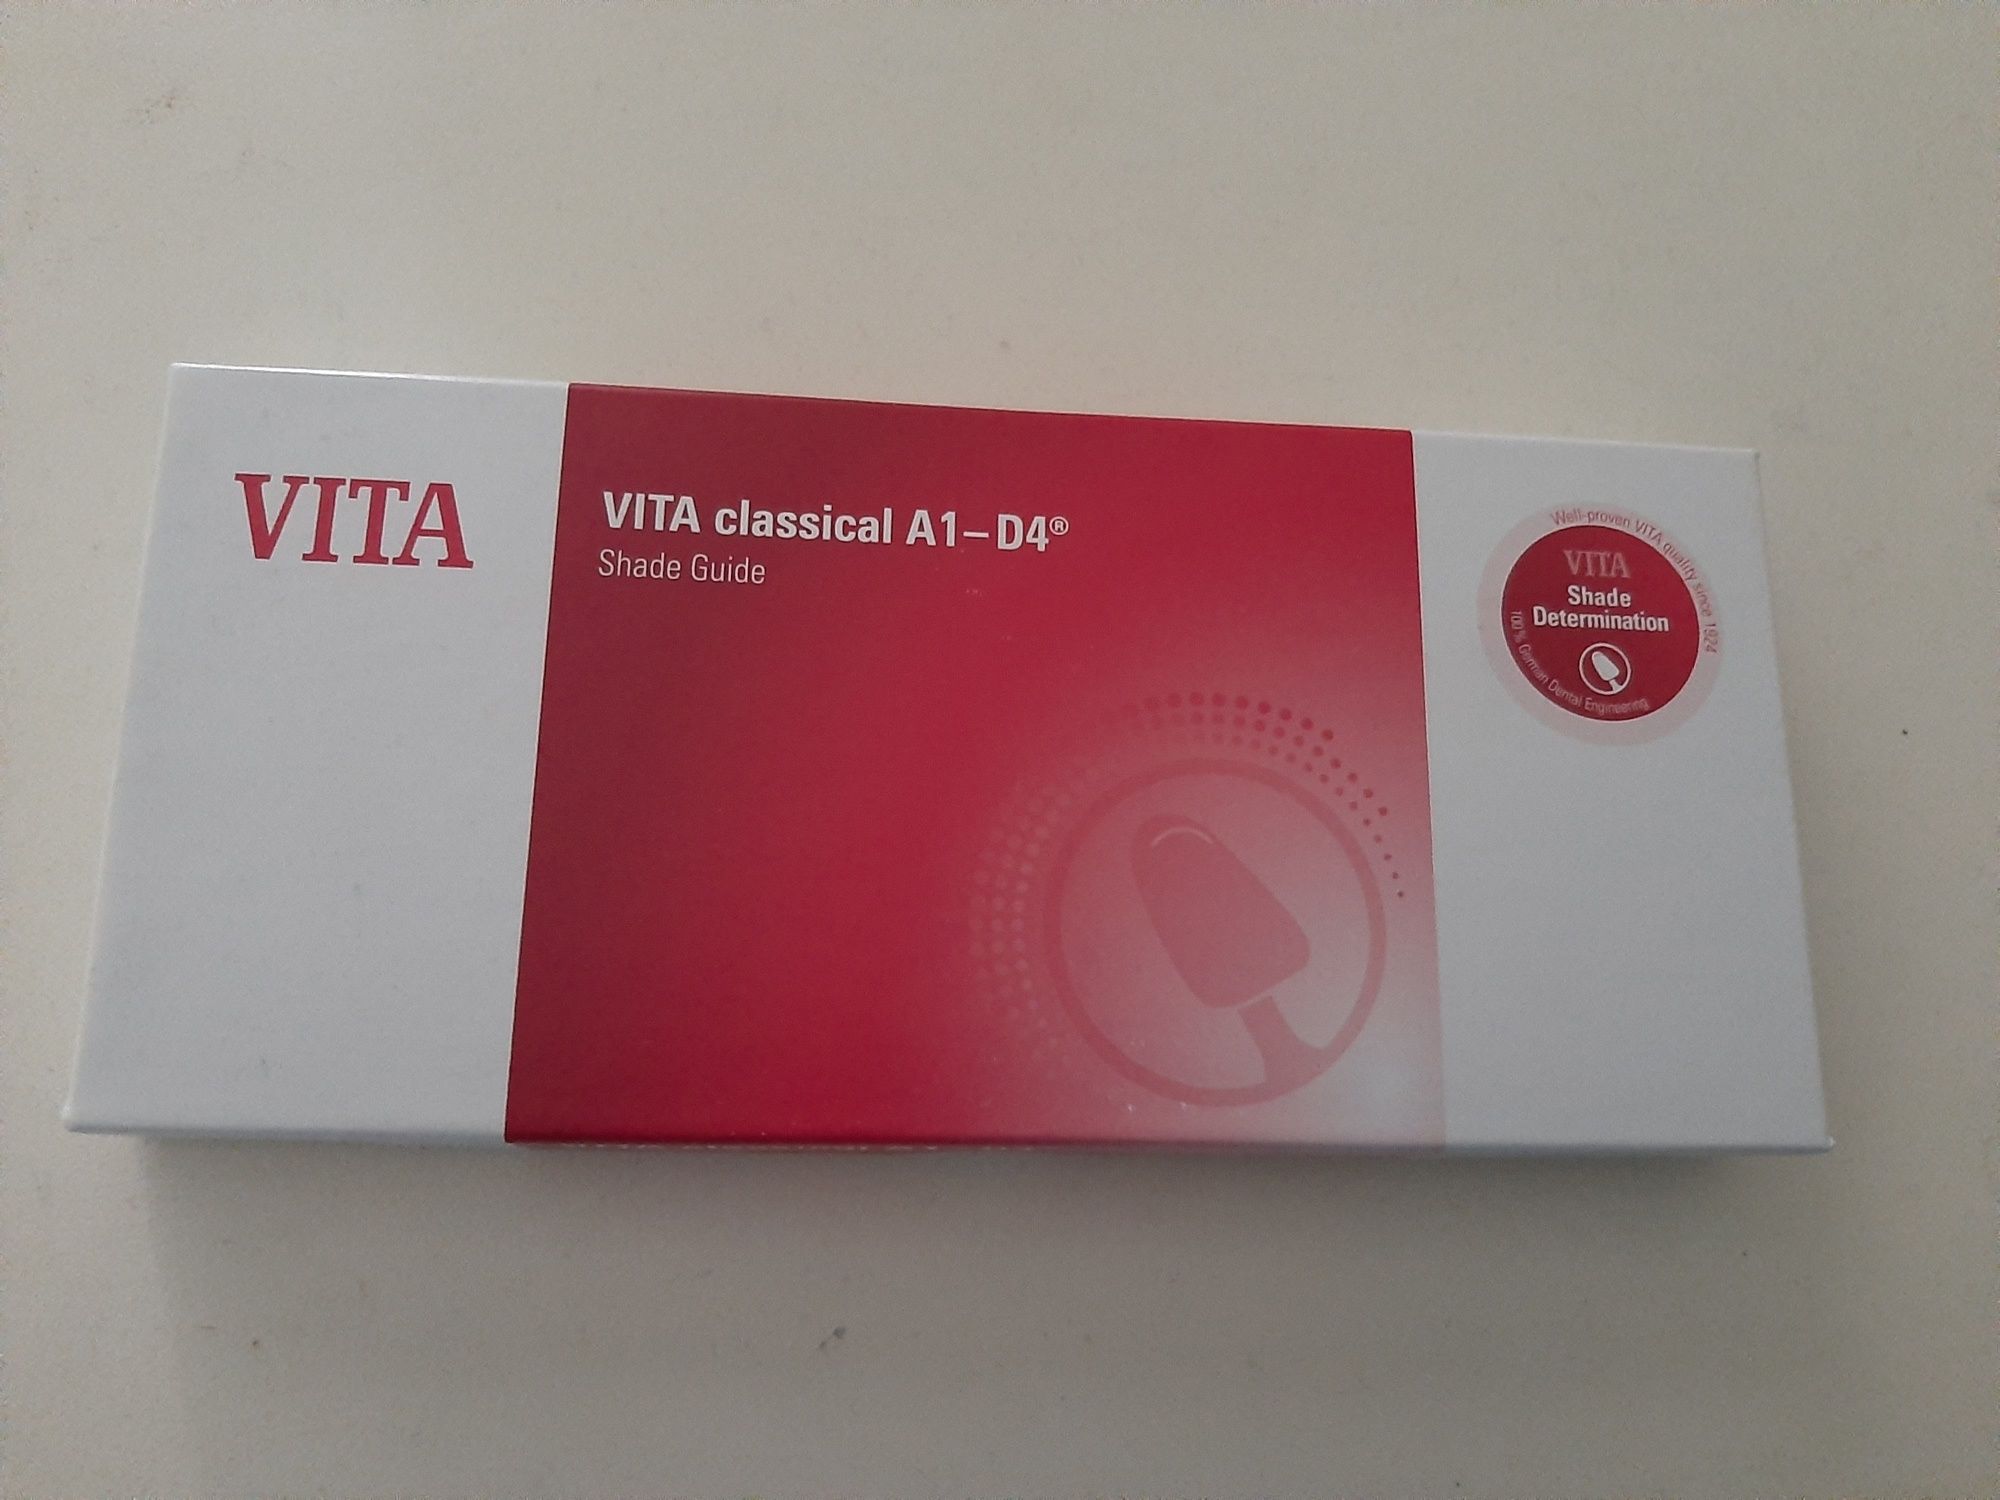 VITA
VITA classical A1–D4®
Shade Guide
Well-proven VITA quality since 1924
VITA
Shade
Determination
100 % German Dental Engineering